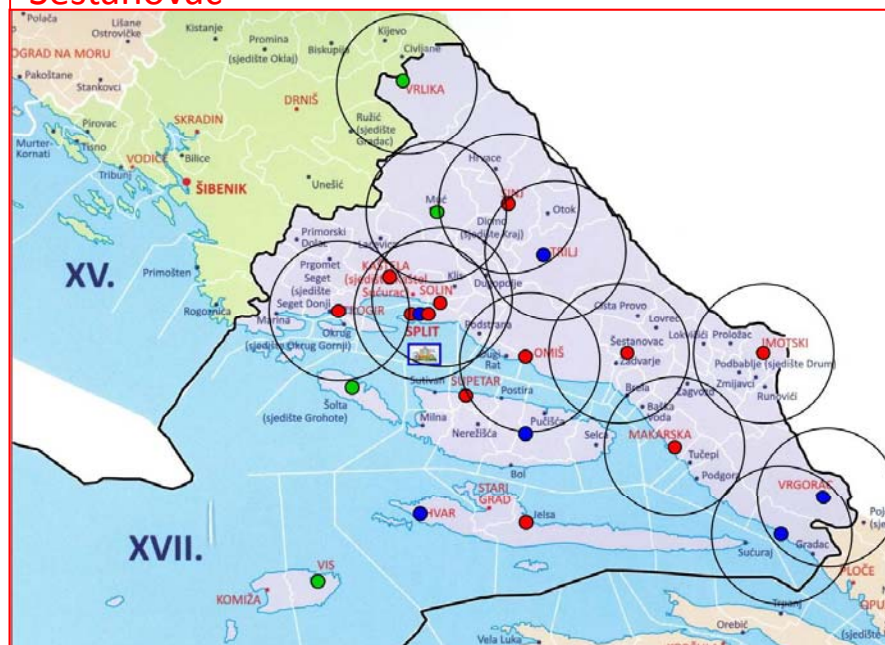 Šestanovac
Polača
Lišane
Ostrovičke
Kistanje
Promina
(sjedište Oklaj)
Biskupija
Kijevo
Civljane
OGRAD NA MORU
Pakoštane
Stankovci
VRLIKA
DRNIŠ
Ružić
(sjedište
Gradac)
SKRADIN
Pirovac
Murter-
Kornati
Tisno
VODICE
Bilice
Tribunj
ŠIBENIK
Unešić
Hrvace
SINJ
Muć
Otok
Dicmo
(sjedište Kraj)
TRILJ
Primorski
Dolac
Lećevica
XV.
Primošten
Prgomet
Seget
(sjedište
Seget Donji
KAŠTELA
(sjedište Kaštel
Sućurac)
Klis
SOLIN
Dugopolje
Rogoznica
Marina
TROGIR
Okrug
(sjedište Okrug Gornji)
SPLIT
Podstrana
Dugi
Rat
OMIŠ
Cista Provo
Lovreć
Šestanovac
Zadvarje
Lokvičići
Proložac
IMOTSKI
Podbablje (sjedište Drum)
Zmijavci
Runovići
Zagvozd
Šolta
(sjedište Grohote)
Sutivan
SUPETAR
Postira
Milna
Nerežišća
Pučišća
Selca
Bol
Brela
Baška
Voda
MAKARSKA
Tučepi
Podgora
VRGORAC
STARI
GRAD
HVAR
Jelsa
Sućuraj
Gradac
PLOČE
XVII.
VIS
KOMIŽA
Trpanj
Orebić
Vela Luka